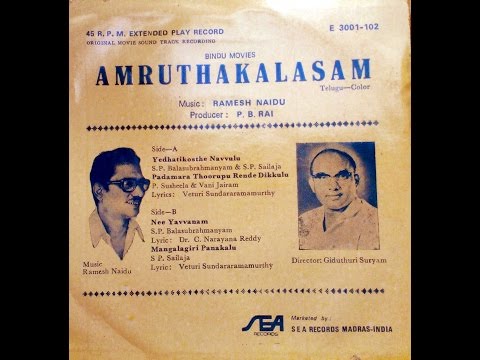 45 R. P. M. EXTENDED PLAY RECORD
E 3001-102
ORIGINAL MOVIE SOUND TRACK RECORDING
BINDU MOVIES
AMRUTHAKALASAM
Telugu—Color
Music: RAMESH NAIDU
Producer: P. B. RAI
Side—A
Yedhatikosthe Navvulu
S.P. Balasubrahmanyam & S.P. Sailaja
Padamara Thoorupu Rende Dikkulu
P. Susheela & Vani Jairam
Lyrics: Veturi Sundararamamurthy
Side—B
Nee Yavvanam
S.P. Balasubrahmanyam
Lyric: Dr. C. Narayana Reddy
Mangalagiri Panakalu
S P. Sailaja
Lyric: Veturi Sundararamamurthy
Music
Ramesh Naidu
Director: Giduthuri Suryam
SEA
RECORDS
Marketed by:
SEA RECORDS MADRAS-INDIA